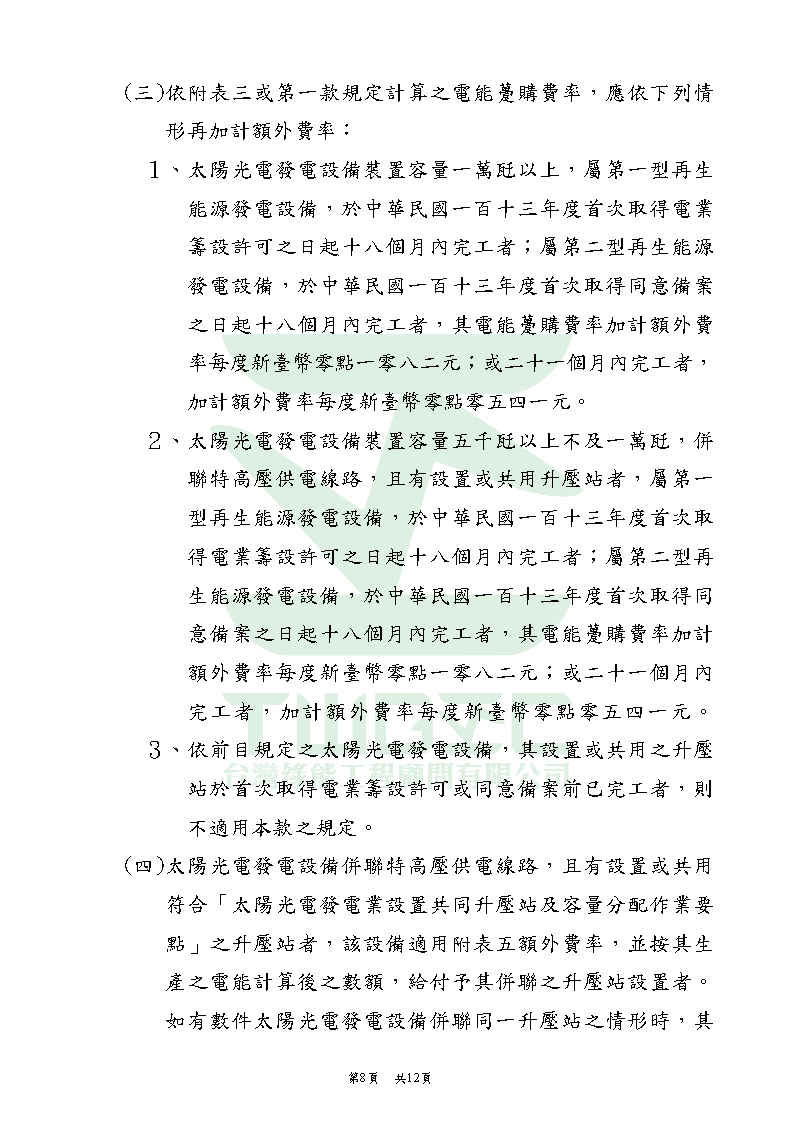 (三)依附表三或第一款規定計算之電能躉購費率，應依下列情
形再加計額外費率：
１、太陽光電發電設備裝置容量一萬瓩以上，屬第一型再生
能源發電設備，於中華民國一百十三年度首次取得電業
籌設許可之日起十八個月內完工者；屬第二型再生能源
發電設備，於中華民國一百十三年度首次取得同意備案
之日起十八個月內完工者，其電能躉購費率加計額外費
率每度新臺幣零點一零八二元；或二十一個月內完工者，
加計額外費率每度新臺幣零點零五四一元。
２、太陽光電發電設備裝置容量五千瓩以上不及一萬瓩，併
聯特高壓供電線路，且有設置或共用升壓站者，屬第一
型再生能源發電設備，於中華民國一百十三年度首次取
得電業籌設許可之日起十八個月內完工者；屬第二型再
生能源發電設備，於中華民國一百十三年度首次取得同
意備案之日起十八個月內完工者，其電能躉購費率加計
額外費率每度新臺幣零點一零八二元；或二十一個月內
完工者，加計額外費率每度新臺幣零點零五四一元。
TWGEC
３、依前目規定之太陽光電發電設備，其設置或共用之升壓
台灣綠能工程顧問有限公司
站於首次取得電業籌設許可或同意備案前已完工者，則
不適用本款之規定。
(四)太陽光電發電設備併聯特高壓供電線路，且有設置或共用
符合「太陽光電發電業設置共同升壓站及容量分配作業要
點」之升壓站者，該設備適用附表五額外費率，並按其生
產之電能計算後之數額，給付予其併聯之升壓站設置者。
如有數件太陽光電發電設備併聯同一升壓站之情形時，其
第8頁 共12頁